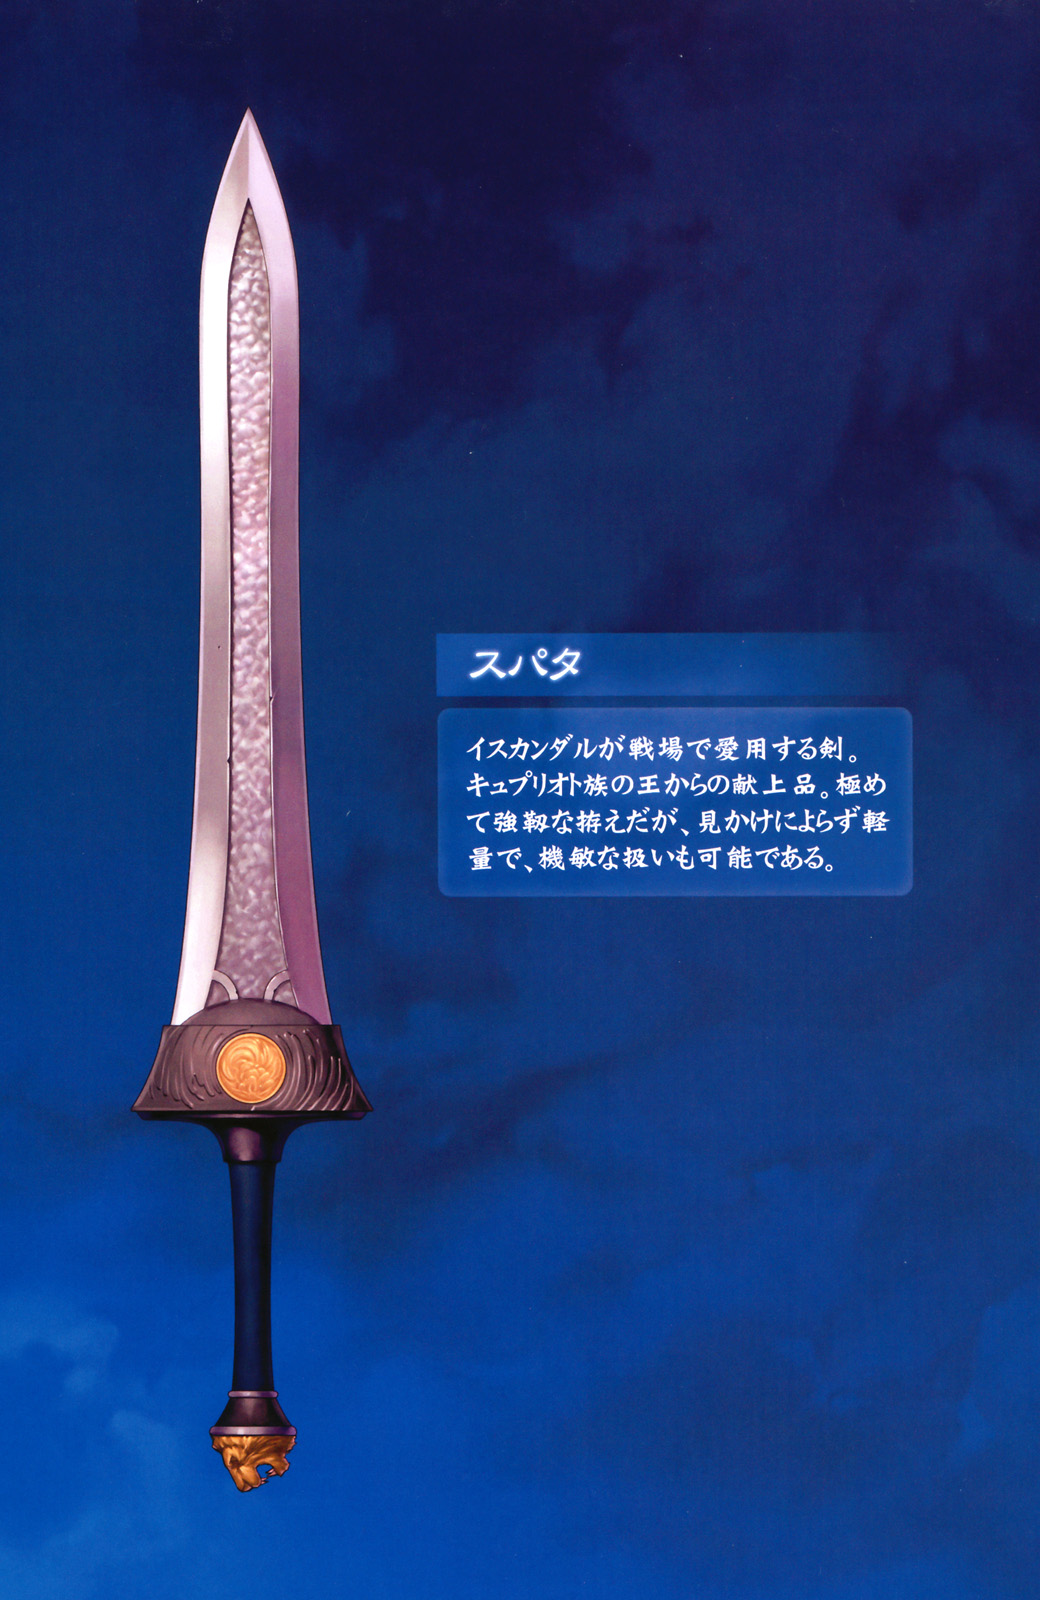 スパタ
イスカンダルが戦場で愛用する剣。
キュプリオト族の王からの献上品。極め
て強靱な拵えだが、見かけによらず軽
量で、機敏な扱いも可能である。